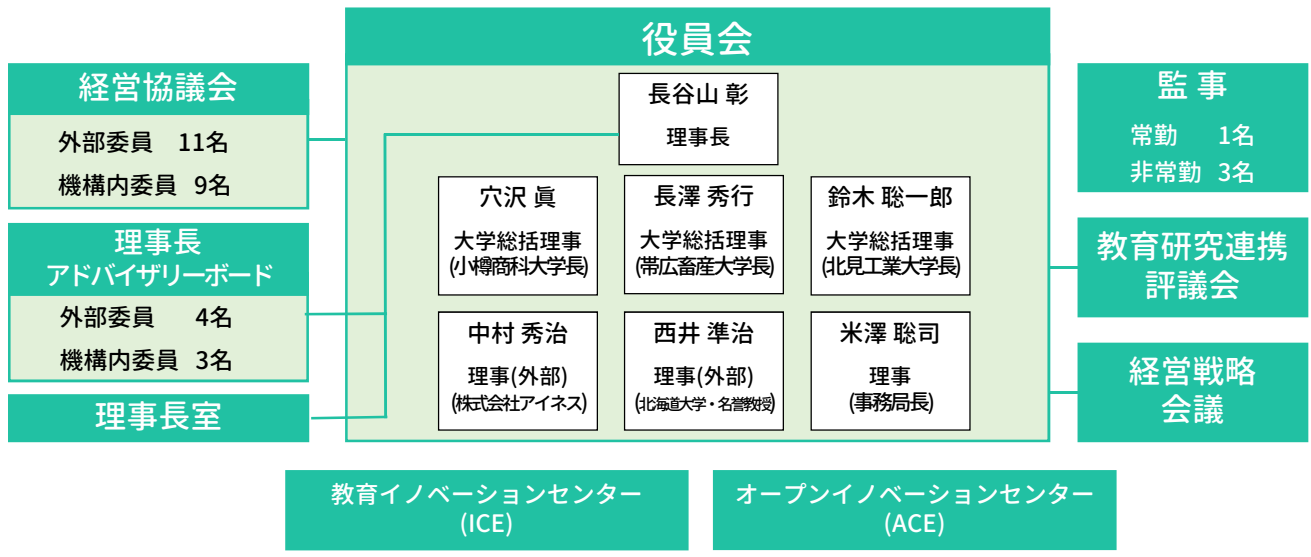 役員会
経営協議会
外部委員 11名
機構内委員 9名
理事長
アドバイザリーボード
外部委員 4名
機構内委員 3名
理事長室
長谷山 彰
理事長
穴沢 眞
大学総括理事
(小樽商科大学長)
長澤 秀行
大学総括理事
(帯広畜産大学長)
鈴木 聡一郎
大学総括理事
(北見工業大学長)
中村 秀治
理事(外部)
(株式会社アイネス)
西井 準治
理事(外部)
(北海道大学・名誉教授)
米澤 聡司
理事
(事務局長)
監 事
常勤 1名
非常勤 3名
教育研究連携
評議会
経営戦略
会議
教育イノベーションセンター
(ICE)
オープンイノベーションセンター
(ACE)